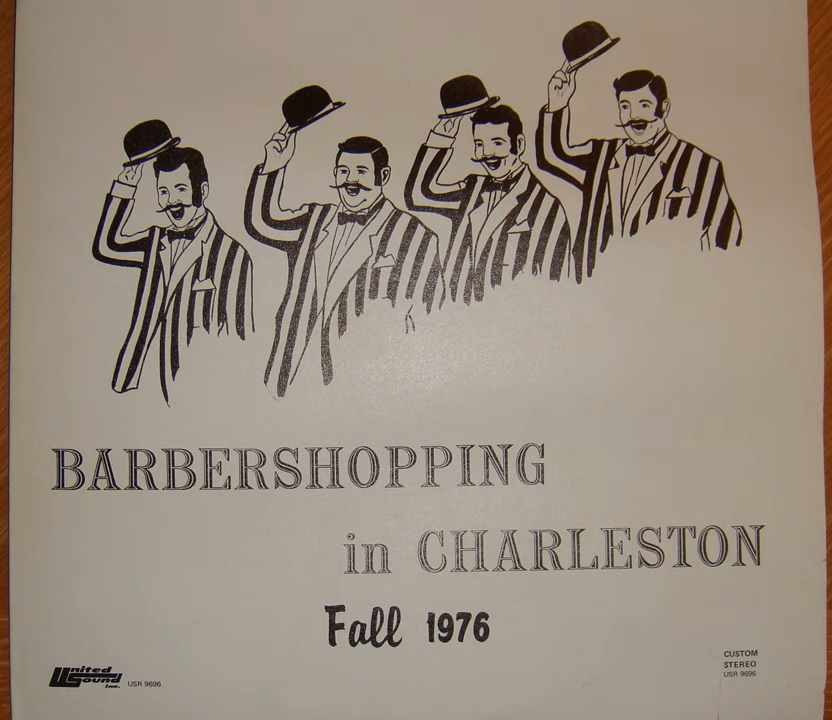 BARBERSHOPPING
in CHARLESTON
Fall 1976
United
Sound
inc.
USR 9696
CUSTOM
STEREO
USR 9696